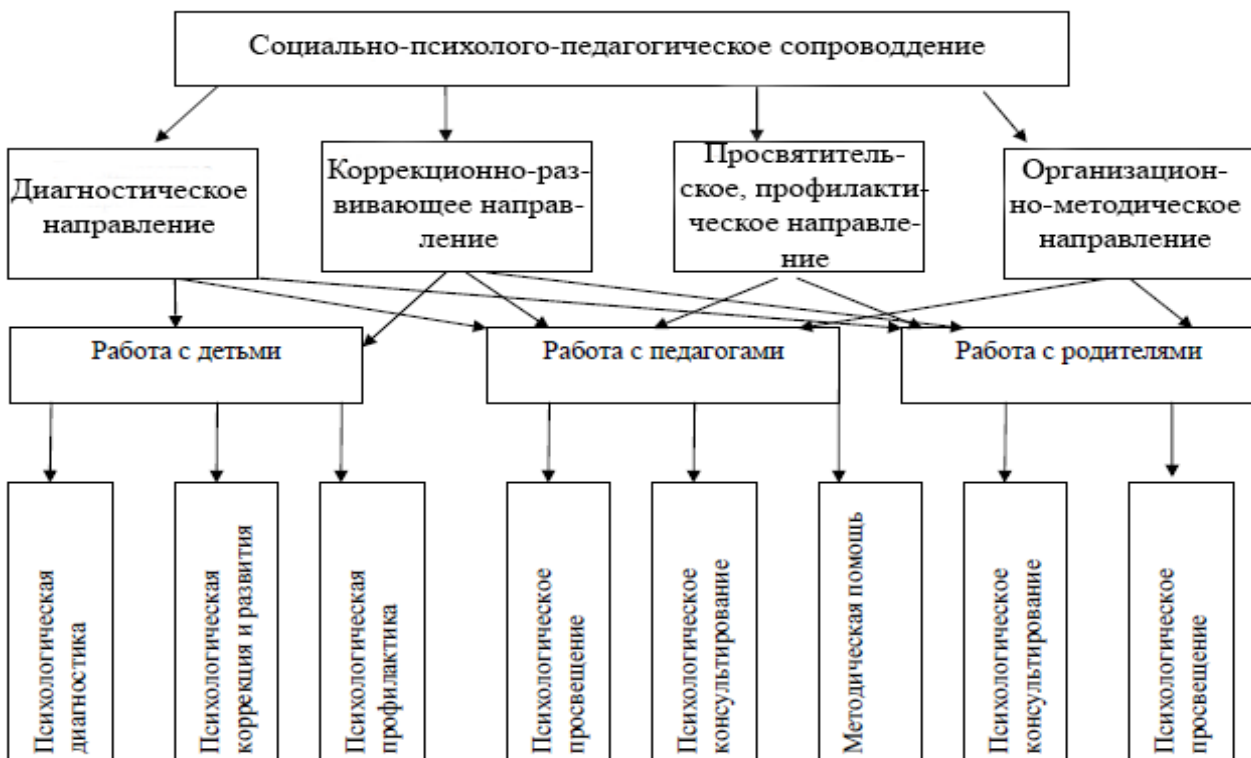 Социально-психолого-педагогическое сопроводдение
Диагностическое
направление
Коррекционно-раз-
вивающее направ-
ление
Просвятитель-
ское, профилакти-
ческое направле-
ние
Организацион-
но-методическое
направление
Работа с детьми
Работа с педагогами
Работа с родителями
Психологическая
диагностика
Психологическая
коррекция и развития
Психологическая
профилактика
Психологическое
просвещение
Психологическое
консультирование
Методическая помощь
Психологическое
консультирование
Психологическое
просвещение